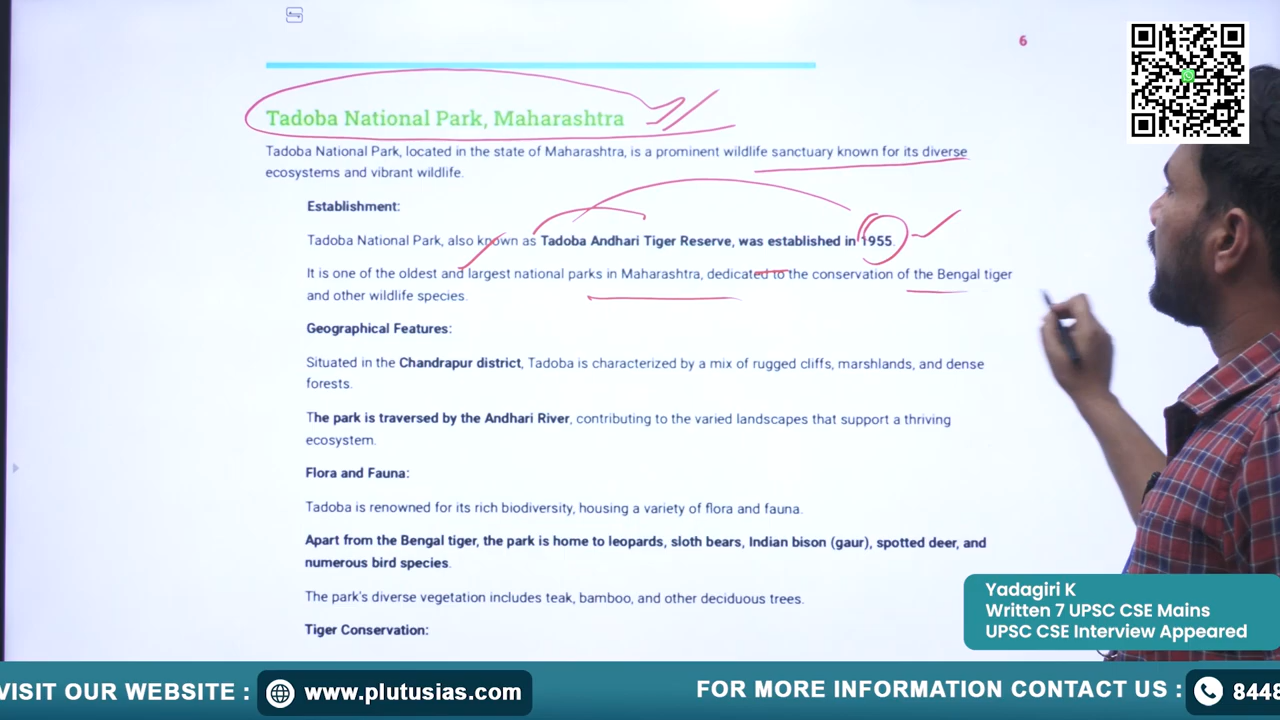 6
Tadoba National Park, Maharashtra
Tadoba National Park, located in the state of Maharashtra, is a prominent wildlife sanctuary known for its diverse
ecosystems and vibrant wildlife.
Establishment:
Tadoba National Park, also known as Tadoba Andhari Tiger Reserve, was established in 1955.
It is one of the oldest and largest national parks in Maharashtra, dedicated to the conservation of the Bengal tiger
and other wildlife species.
Geographical Features:
Situated in the Chandrapur district, Tadoba is characterized by a mix of rugged cliffs, marshlands, and dense
forests.
The park is traversed by the Andhari River, contributing to the varied landscapes that support a thriving
ecosystem.
Flora and Fauna:
Tadoba is renowned for its rich biodiversity, housing a variety of flora and fauna.
Apart from the Bengal tiger, the park is home to leopards, sloth bears, Indian bison (gaur), spotted deer, and
numerous bird species.
The park's diverse vegetation includes teak, bamboo, and other deciduous trees.
Tiger Conservation:
Yadagiri K
Written 7 UPSC CSE Mains
UPSC CSE Interview Appeared
VISIT OUR WEBSITE : www.plutusias.com FOR MORE INFORMATION CONTACT US : 8448